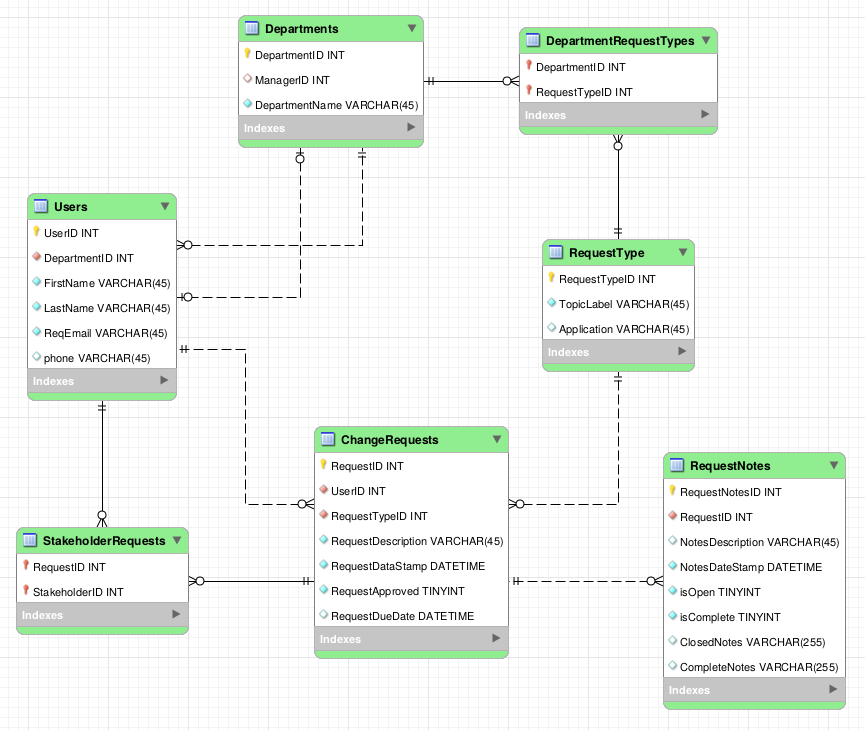 Departments
DepartmentID INT
ManagerID INT
DepartmentName VARCHAR(45)
Indexes
DepartmentRequestTypes
DepartmentID INT
RequestTypeID INT
Indexes
Users
UserID INT
DepartmentID INT
FirstName VARCHAR(45)
LastName VARCHAR(45)
ReqEmail VARCHAR(45)
phone VARCHAR(45)
Indexes
RequestType
RequestTypeID INT
TopicLabel VARCHAR(45)
Application VARCHAR(45)
Indexes
ChangeRequests
RequestID INT
UserID INT
RequestTypeID INT
RequestDescription VARCHAR(45)
RequestDataStamp DATETIME
RequestApproved TINYINT
RequestDueDate DATETIME
Indexes
RequestNotes
RequestNotesID INT
RequestID INT
NotesDescription VARCHAR(45)
NotesDateStamp DATETIME
isOpen TINYINT
isComplete TINYINT
ClosedNotes VARCHAR(255)
CompleteNotes VARCHAR(255)
Indexes
StakeholderRequests
RequestID INT
StakeholderID INT
Indexes